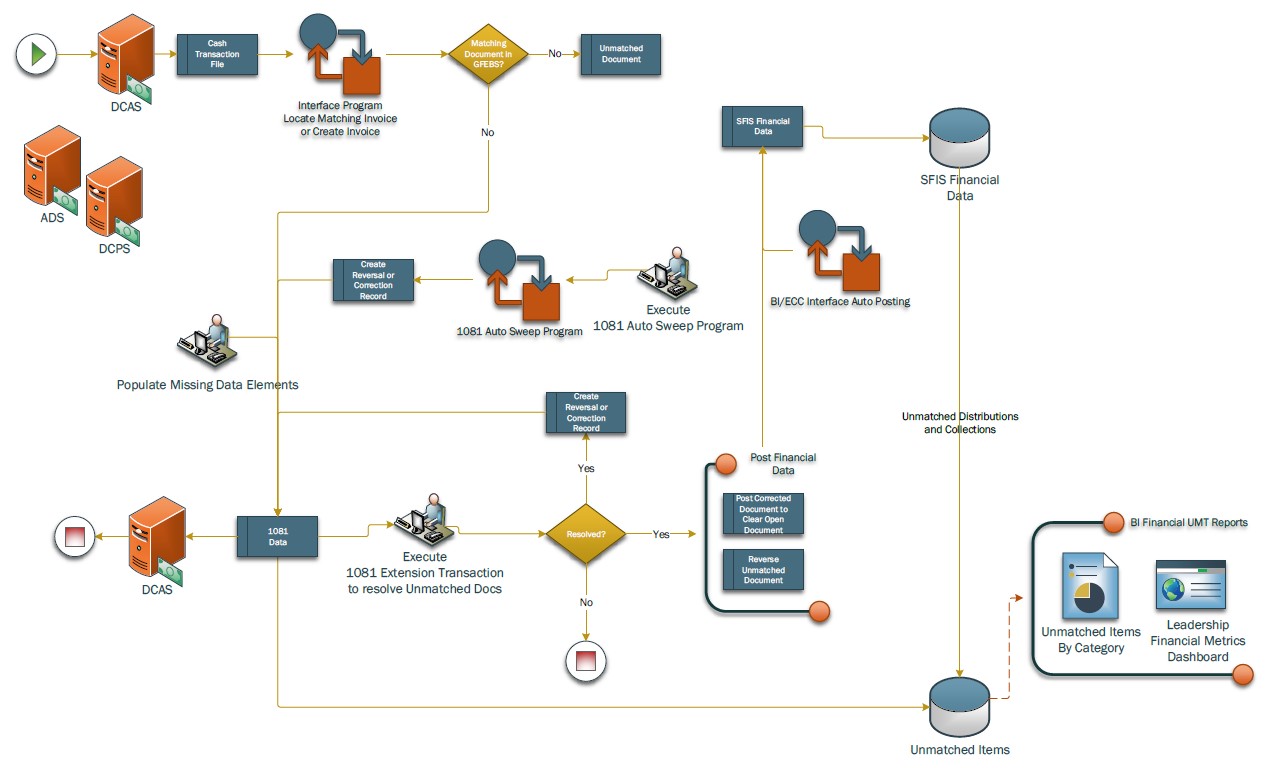 DCAS
Cash
Transaction
File
Interface Program
Locate Matching Invoice
or Create Invoice
Matching
Document in
GFEBS?
No
Unmatched
Document
No
ADS
DCPS
SFIS Financial
Data
SFIS Financial
Data
Create
Reversal or
Correction
Record
1081 Auto Sweep Program
Execute
1081 Auto Sweep Program
BI/ECC Interface Auto Posting
Populate Missing Data Elements
Create
Reversal or
Correction
Record
Unmatched Distributions
and Collections
Yes
Post Financial
Data
DCAS
1081
Data
Execute
1081 Extension Transaction
to resolve Unmatched Docs
Resolved?
Yes
Post Corrected
Document to
Clear Open
Document
Reverse
Unmatched
Document
No
BI Financial UMT Reports
Unmatched Items
By Category
Leadership
Financial Metrics
Dashboard
Unmatched Items